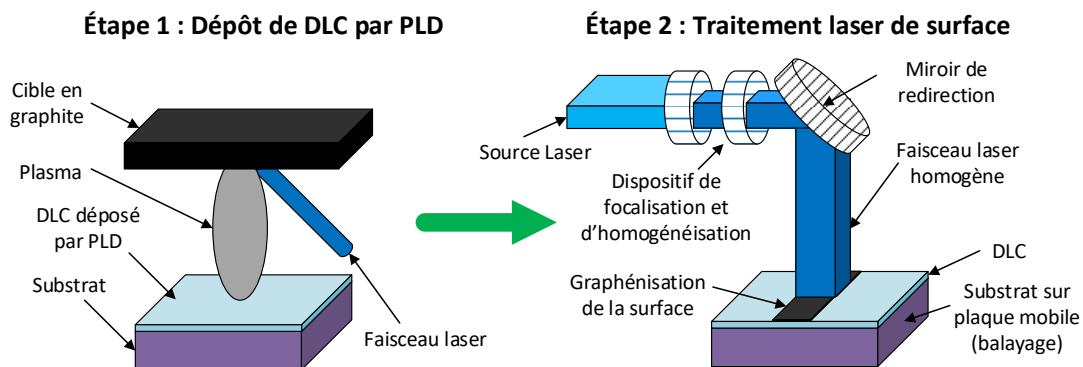 Étape 1 : Dépôt de DLC par PLD
Cible en
graphite
Plasma
DLC déposé
par PLD
Substrat
Faisceau laser
Étape 2 : Traitement laser de surface
Miroir de
redirection
Source Laser
Faisceau laser
homogène
Dispositif de
focalisation et
d’homogénéisation
DLC
Graphénisation
de la surface
Substrat sur
plaque mobile
(balayage)